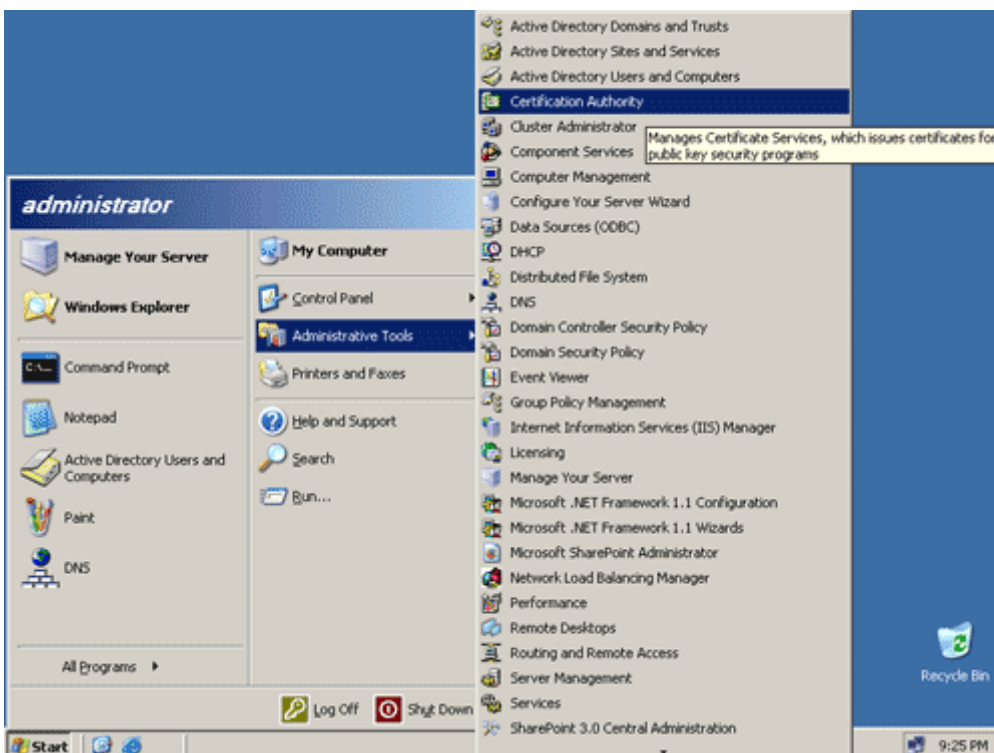 administrator
Manage Your Server
Windows Explorer
C:\...
Command Prompt
Notepad
Active Directory Users and
Computers
Paint
DNS
All Programs
My Computer
Control Panel
Administrative Tools
Printers and Faxes
Help and Support
Search
Run...
Log Off
Shut Down
Active Directory Domains and Trusts
Active Directory Sites and Services
Active Directory Users and Computers
Certification Authority
Cluster Administrator
Manages Certificate Services, which issues certificates for
public key security programs
Component Services
Computer Management
Configure Your Server Wizard
Data Sources (ODBC)
DHCP
Distributed File System
DNS
Domain Controller Security Policy
Domain Security Policy
Event Viewer
Group Policy Management
Internet Information Services (IIS) Manager
Licensing
Manage Your Server
Microsoft .NET Framework 1.1 Configuration
Microsoft .NET Framework 1.1 Wizards
Microsoft SharePoint Administrator
Network Load Balancing Manager
Performance
Remote Desktops
Routing and Remote Access
Server Management
Services
SharePoint 3.0 Central Administration
Recycle Bin
Start
9:25 PM